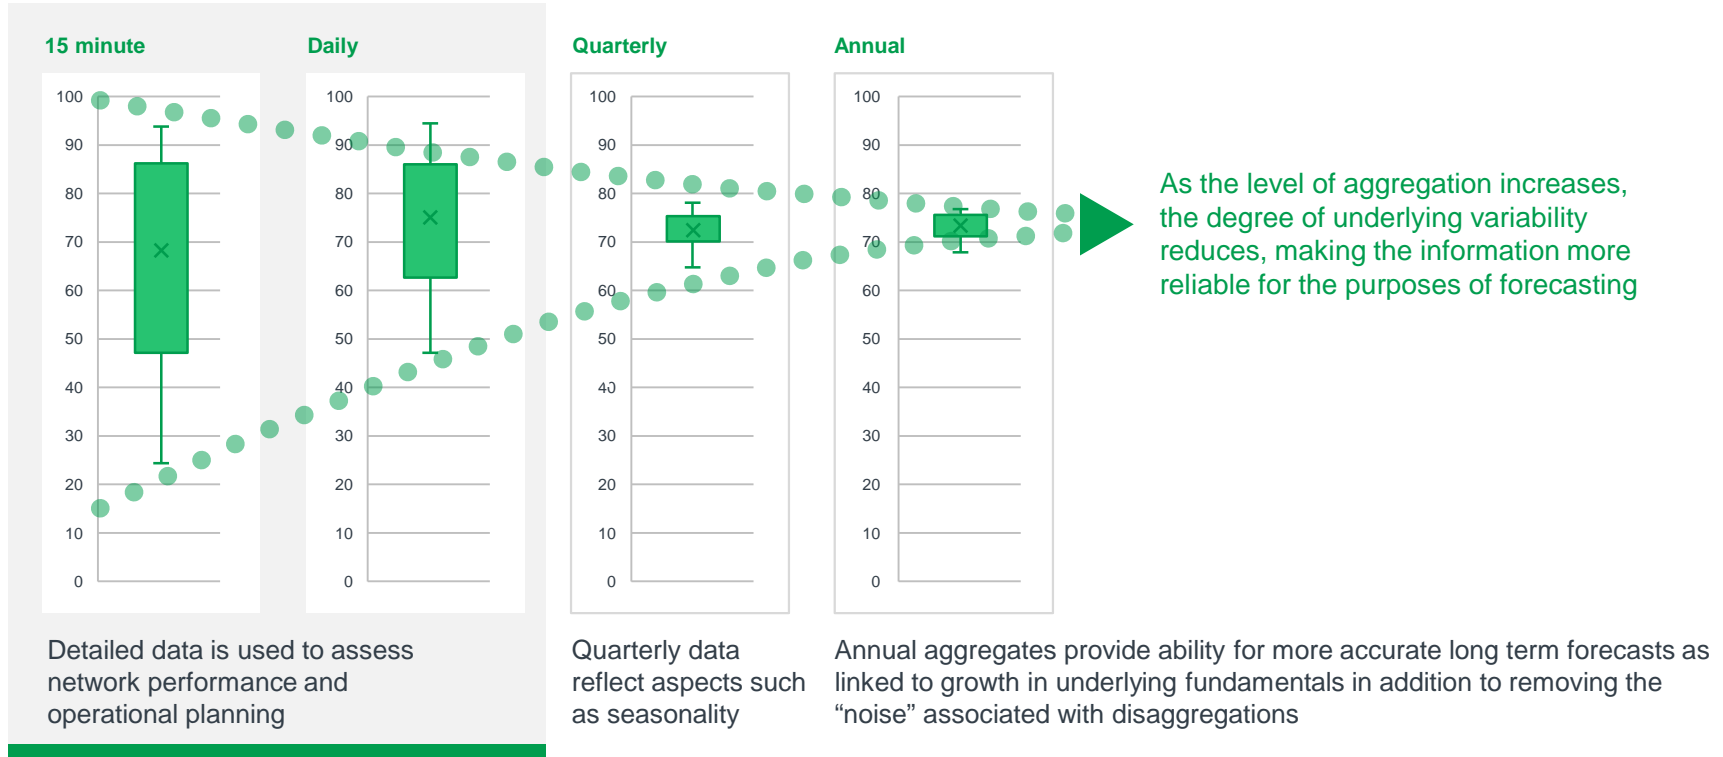 15 minute
100
90
80
70
60
50
40
30
20
10
0
Daily
100
90
80
70
60
50
40
30
20
10
0
Quarterly
100
90
80
70
60
50
40
30
20
10
0
Annual
100
90
80
70
60
50
40
30
20
10
0
As the level of aggregation increases,
the degree of underlying variability
reduces, making the information more
reliable for the purposes of forecasting
Detailed data is used to assess
network performance and
operational planning
Quarterly data
reflect aspects such
as seasonality
Annual aggregates provide ability for more accurate long term forecasts as
linked to growth in underlying fundamentals in addition to removing the
“noise” associated with disaggregations